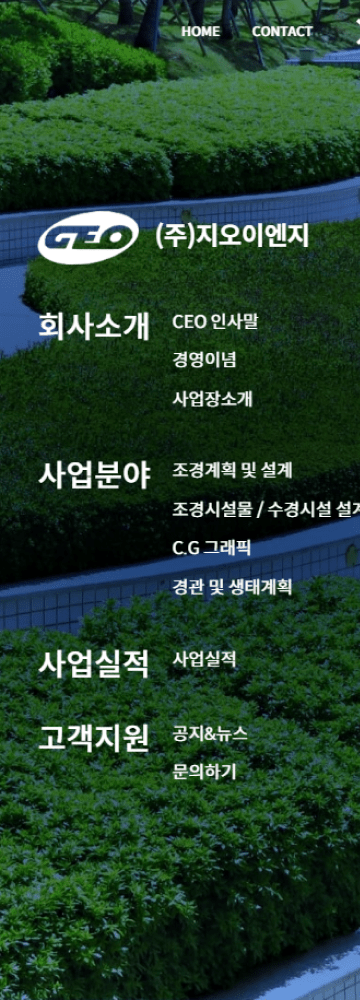 HOME CONTACT
GEO (주)지오이엔지
회사소개 CEO 인사말
경영이념
사업장소개
사업분야 조경계획 및 설계
조경시설물 / 수경시설 설계
C.G 그래픽
경관 및 생태계획
사업실적 사업실적
고객지원 공지&뉴스
문의하기